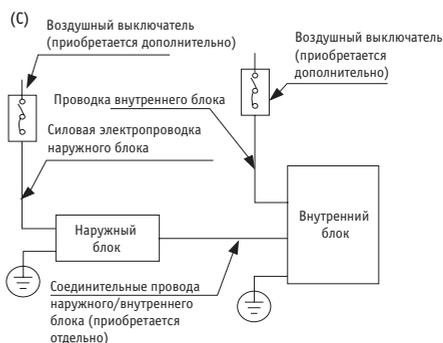 (C)
Воздушный выключатель
(приобретается дополнительно)
Воздушный выключатель
(приобретается
дополнительно)
Проводка внутреннего блока
Силовая электропроводка
наружного блока
Наружный
блок
Внутренний
блок
Соединительные провода
наружного/внутреннего
блока (приобретается
отдельно)